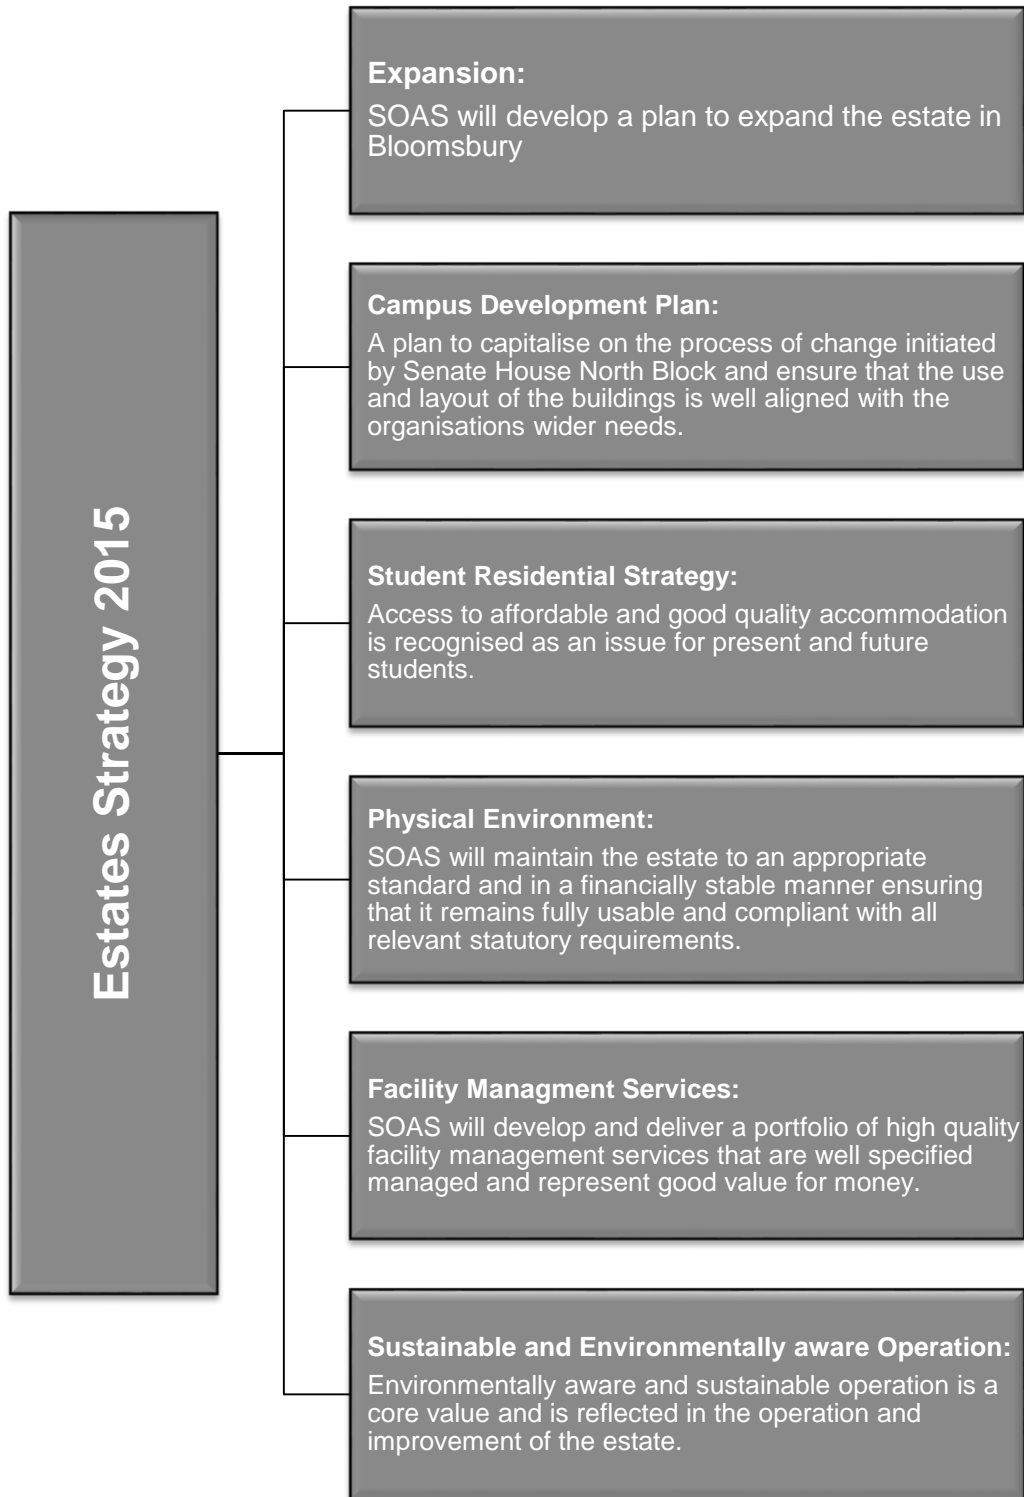 Estates Strategy 2015
Expansion:
SOAS will develop a plan to expand the estate in
Bloomsbury
Campus Development Plan:
A plan to capitalise on the process of change initiated
by Senate House North Block and ensure that the use
and layout of the buildings is well aligned with the
organisations wider needs.
Student Residential Strategy:
Access to affordable and good quality accommodation
is recognised as an issue for present and future
students.
Physical Environment:
SOAS will maintain the estate to an appropriate
standard and in a financially stable manner ensuring
that it remains fully usable and compliant with all
relevant statutory requirements.
Facility Managment Services:
SOAS will develop and deliver a portfolio of high quality
facility management services that are well specified
managed and represent good value for money.
Sustainable and Environmentally aware Operation:
Environmentally aware and sustainable operation is a
core value and is reflected in the operation and
improvement of the estate.